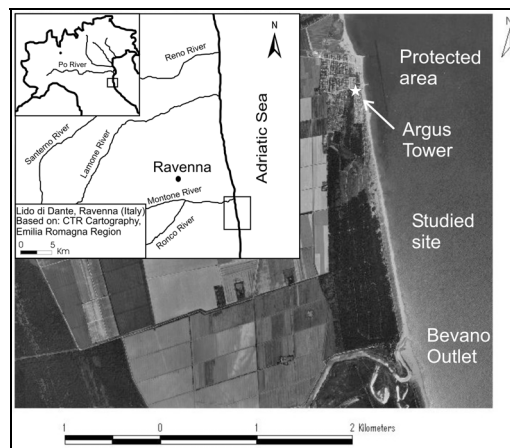 N
Po River
Reno River
N
Santerno River
Lamone River
Adriatic Sea
Ravenna
Montone River
Ronco River
Lido di Dante, Ravenna (Italy)
Based on: CTR Cartography,
Emilia Romagna Region
0 5
Km
N
Protected
area
Argus
Tower
Studied
site
Bevano
Outlet
1 0 1 2 Kilometers